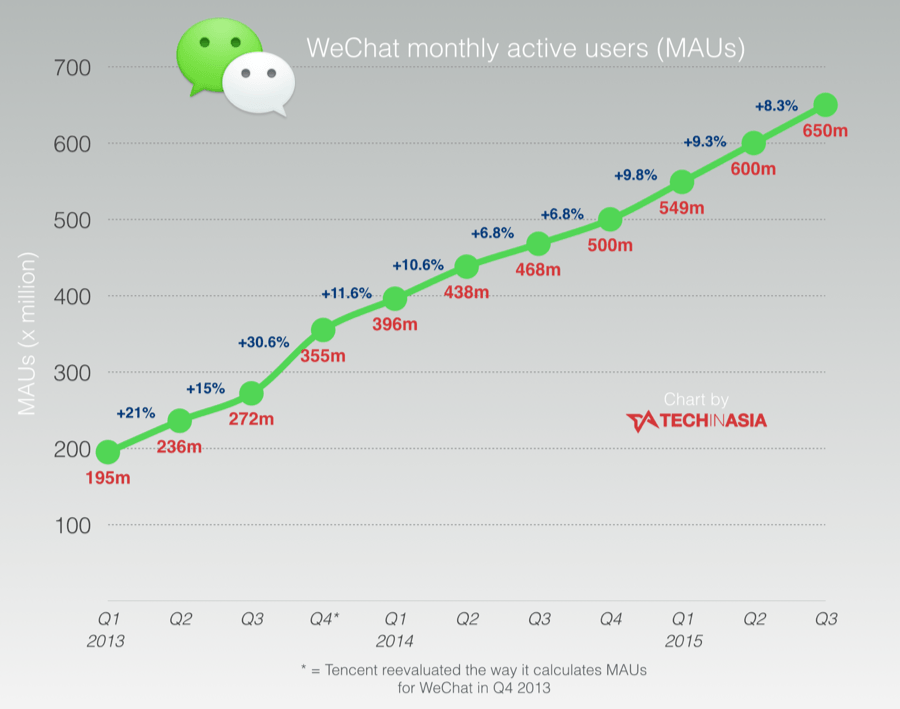 WeChat monthly active users (MAUs)
700
600
500
400
300
200
100
MAUs (x million)
+21%
+15%
+30.6%
+11.6%
+10.6%
+6.8%
+6.8%
+9.8%
+9.3%
+8.3%
195m
236m
272m
355m
396m
438m
468m
500m
549m
600m
650m
Chart by
TECHINASIA
Q1 Q2 Q3 Q4* Q1 Q2 Q3 Q4 Q1 Q2 Q3
2013 2014 2015
* = Tencent reevaluated the way it calculates MAUs
for WeChat in Q4 2013